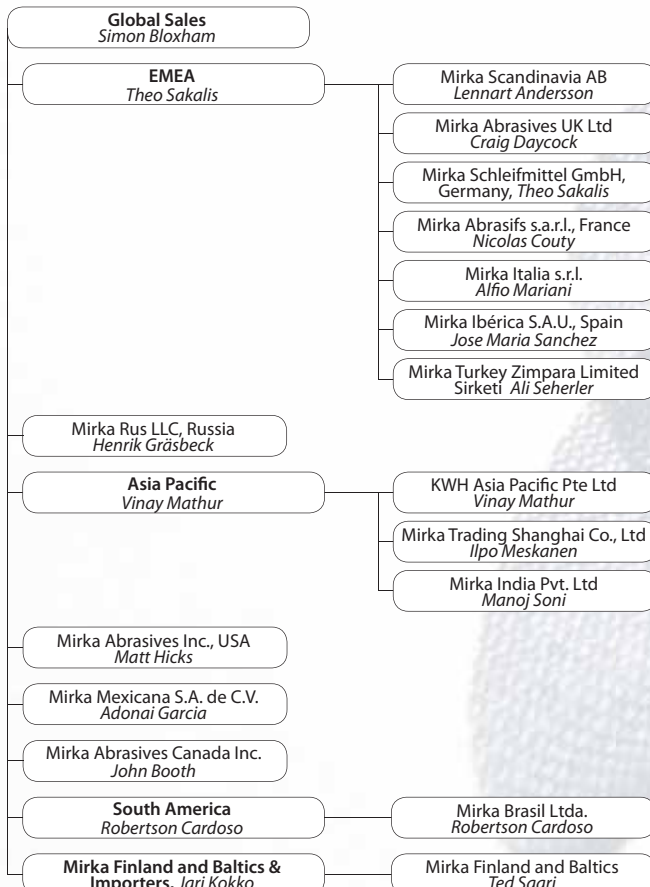 Global Sales
Simon Bloxham
EMEA
Theo Sakalis
Mirka Scandinavia AB
Lennart Andersson
Mirka Abrasives UK Ltd
Craig Daycock
Mirka Schleifmittel GmbH,
Germany, Theo Sakalis
Mirka Abrasifs s.a.r.l., France
Nicolas Couty
Mirka Italia s.r.l.
Alfio Mariani
Mirka Ibérica S.A.U., Spain
Jose Maria Sanchez
Mirka Turkey Zimpara Limited
Sirketi Ali Seherler
Mirka Rus LLC, Russia
Henrik Gräsbeck
Asia Pacific
Vinay Mathur
KWH Asia Pacific Pte Ltd
Vinay Mathur
Mirka Trading Shanghai Co., Ltd
Ilpo Meskanen
Mirka India Pvt. Ltd
Manoj Soni
Mirka Abrasives Inc., USA
Matt Hicks
Mirka Mexicana S.A. de C.V.
Adonai Garcia
Mirka Abrasives Canada Inc.
John Booth
South America
Robertson Cardoso
Mirka Brasil Ltda.
Robertson Cardoso
Mirka Finland and Baltics &
Importers, Jari Kokko
Mirka Finland and Baltics
Ted Saari